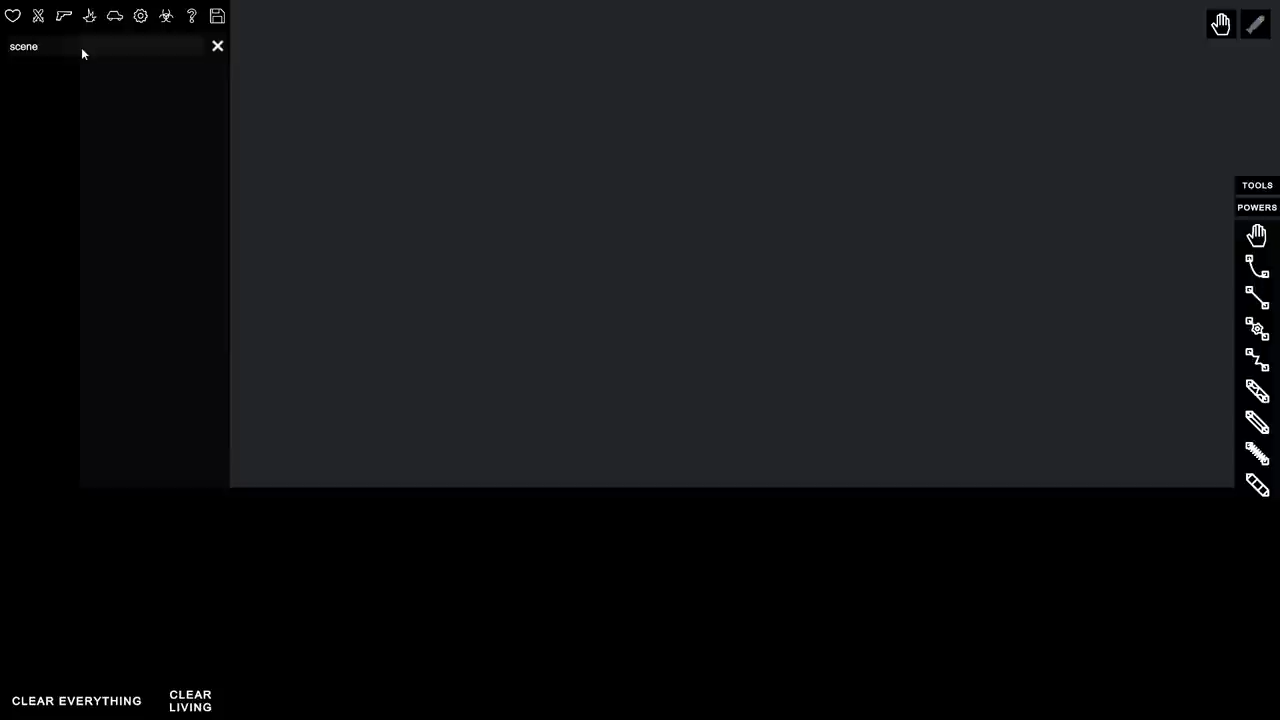 scene
TOOLS
POWERS
CLEAR EVERYTHING
CLEAR
LIVING